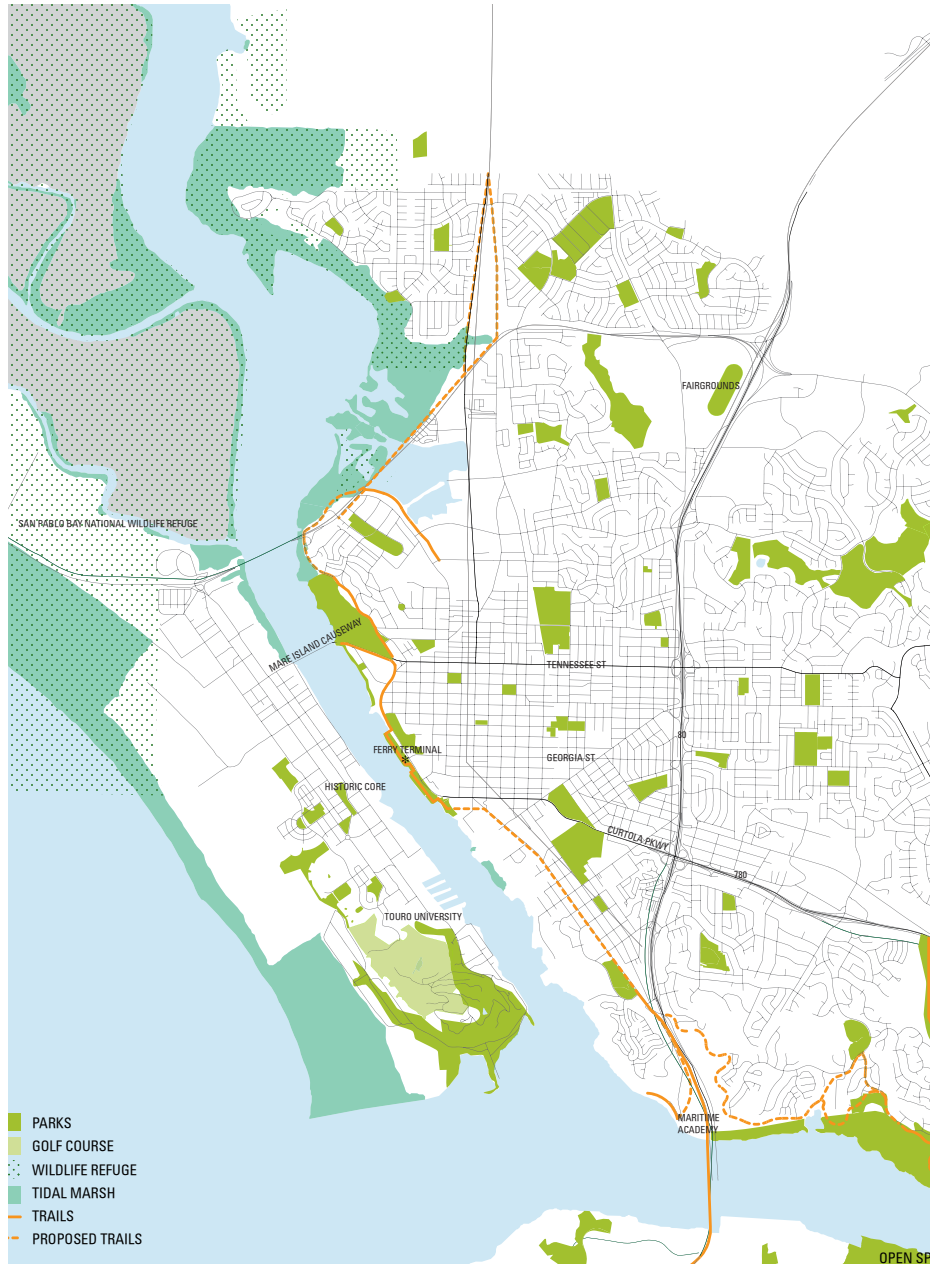 FAIRGROUNDS
SAN PABLO BAY NATIONAL WILDLIFE REFUGE
MARE ISLAND CAUSEWAY
TENNESSEE ST
80
FERRY TERMINAL
*
GEORGIA ST
HISTORIC CORE
CURTOLA PKWY
780
TOURO UNIVERSITY
MARITIME
ACADEMY
PARKS
GOLF COURSE
WILDLIFE REFUGE
TIDAL MARSH
TRAILS
PROPOSED TRAILS
OPEN SP